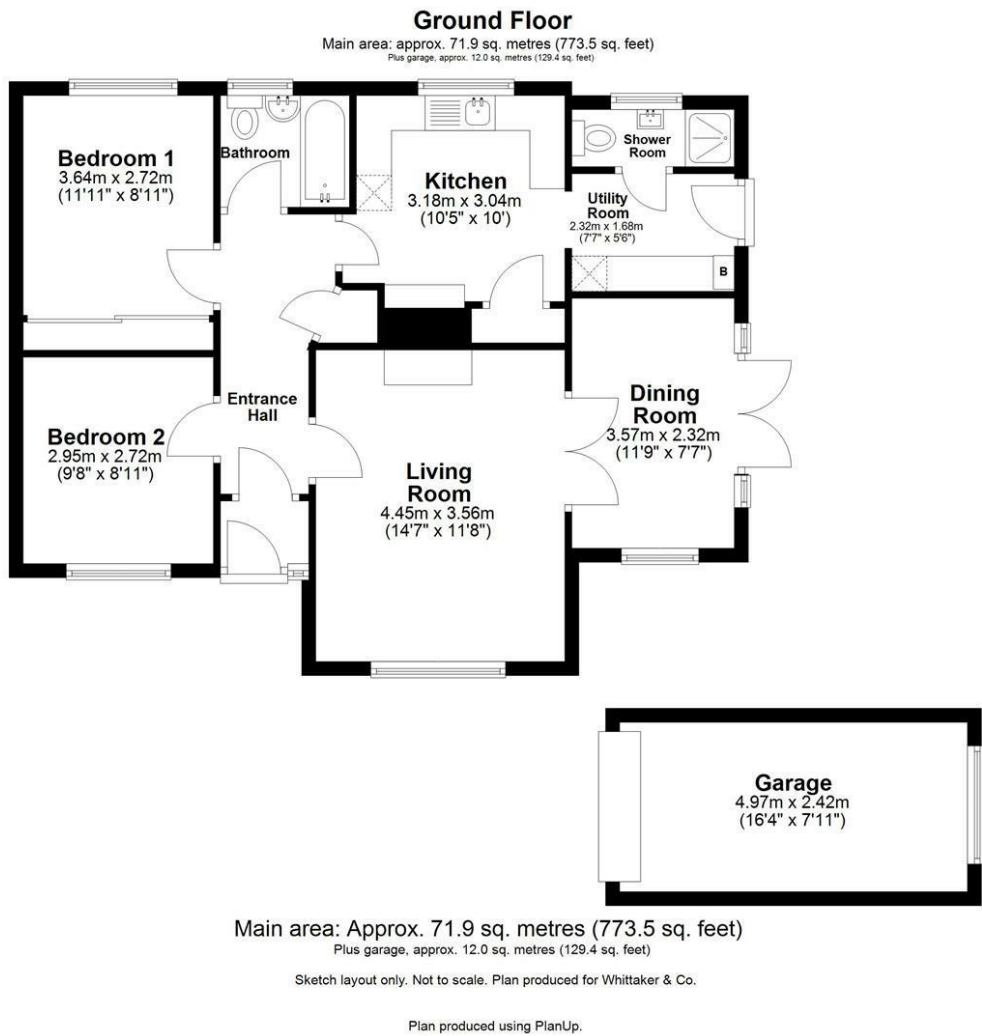 Ground Floor
Main area: approx. 71.9 sq. metres (773.5 sq. feet)
Plus garage, approx. 12.0 sq. metres (129.4 sq. feet)
Bedroom 1
3.64m x 2.72m
(11'11" x 8'11")
Bathroom
Kitchen
3.18m x 3.04m
(10'5" x 10')
Shower
Room
Utility
Room
2.32m x 1.68m
(7'7" x 5'6")
B
Entrance
Hall
Bedroom 2
2.95m x 2.72m
(9'8" x 8'11")
Living
Room
4.45m x 3.56m
(14'7" x 11'8")
Dining
Room
3.57m x 2.32m
(11'9" x 7'7")
Garage
4.97m x 2.42m
(16'4" x 7'11")
Main area: Approx. 71.9 sq. metres (773.5 sq. feet)
Plus garage, approx. 12.0 sq. metres (129.4 sq. feet)
Sketch layout only. Not to scale. Plan produced for Whittaker & Co.
Plan produced using PlanUp.